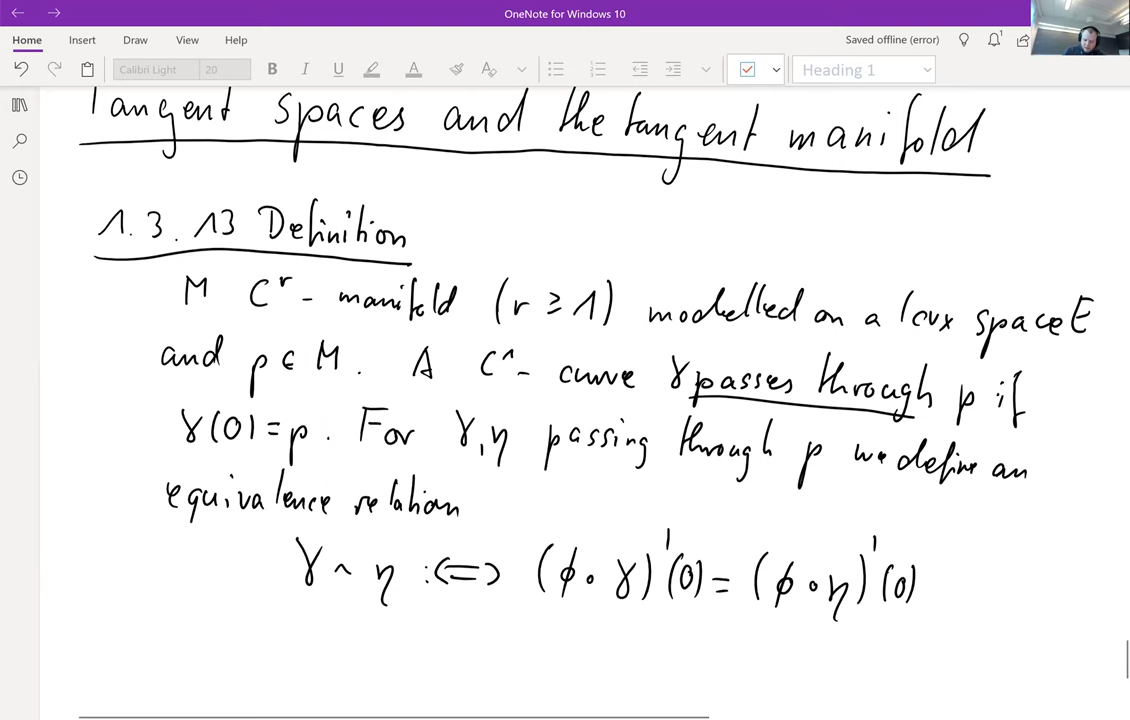 OneNote for Windows 10
Home Insert Draw View Help Saved offline (error) 1
Calibri Light 20 B I U A A Heading 1
Tangent spaces and the tangent manifold
1.3.13 Definition
M C^r - manifold (r ≥ 1) modelled on a lcvx space E
and p ∈ M. A C^1 - curve γ passes through p if
γ(0) = p. For γ, η passing through p we define an
equivalence relation
γ ~ η :⇔ (ϕ ∘ γ)'(0) = (ϕ ∘ η)'(0)